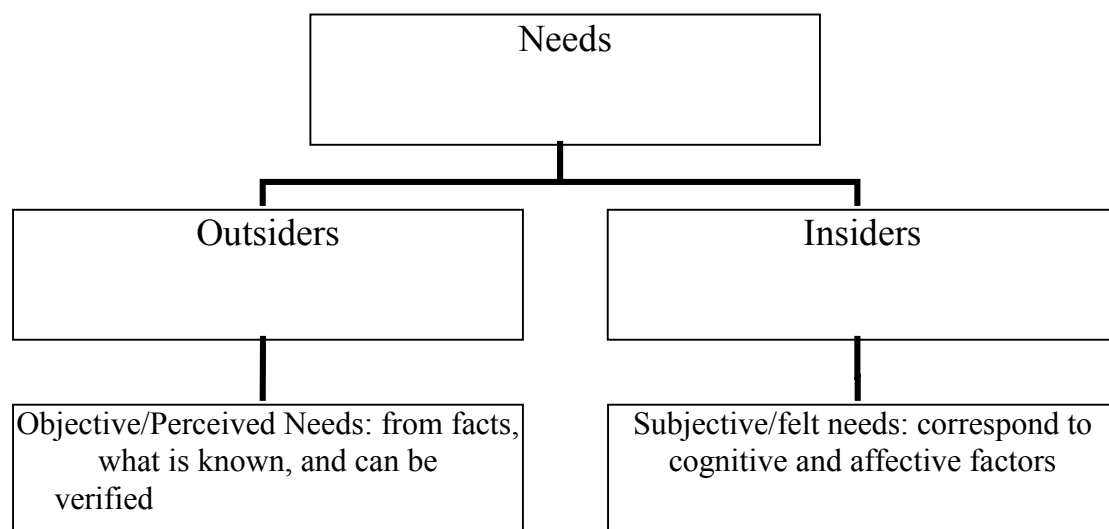 Needs
Outsiders
Insiders
Objective/Perceived Needs: from facts,
what is known, and can be
verified
Subjective/felt needs: correspond to
cognitive and affective factors